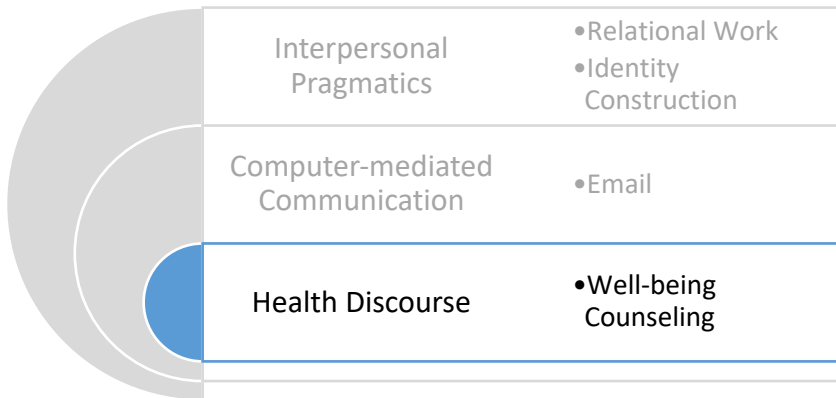 Interpersonal
Pragmatics
•Relational Work
•Identity
Construction
Computer-mediated
Communication
•Email
Health Discourse
•Well-being
Counseling